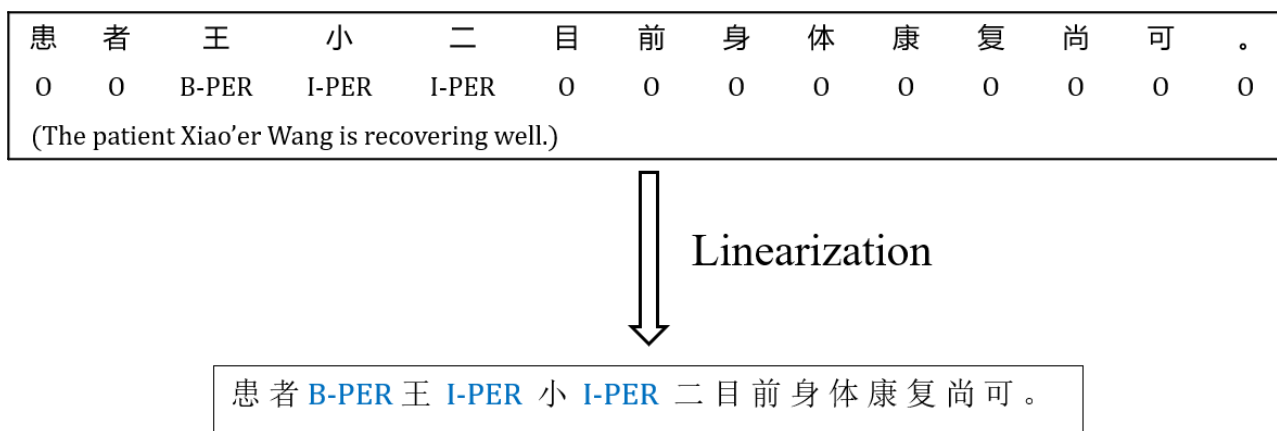 患 者 王 小 二 目 前 身 体 康 复 尚 可 。
O O B-PER I-PER I-PER O O O O O O O O O
(The patient Xiao’er Wang is recovering well.)
Linearization
患 者 B-PER 王 I-PER 小 I-PER 二 目 前 身 体 康 复 尚 可 。